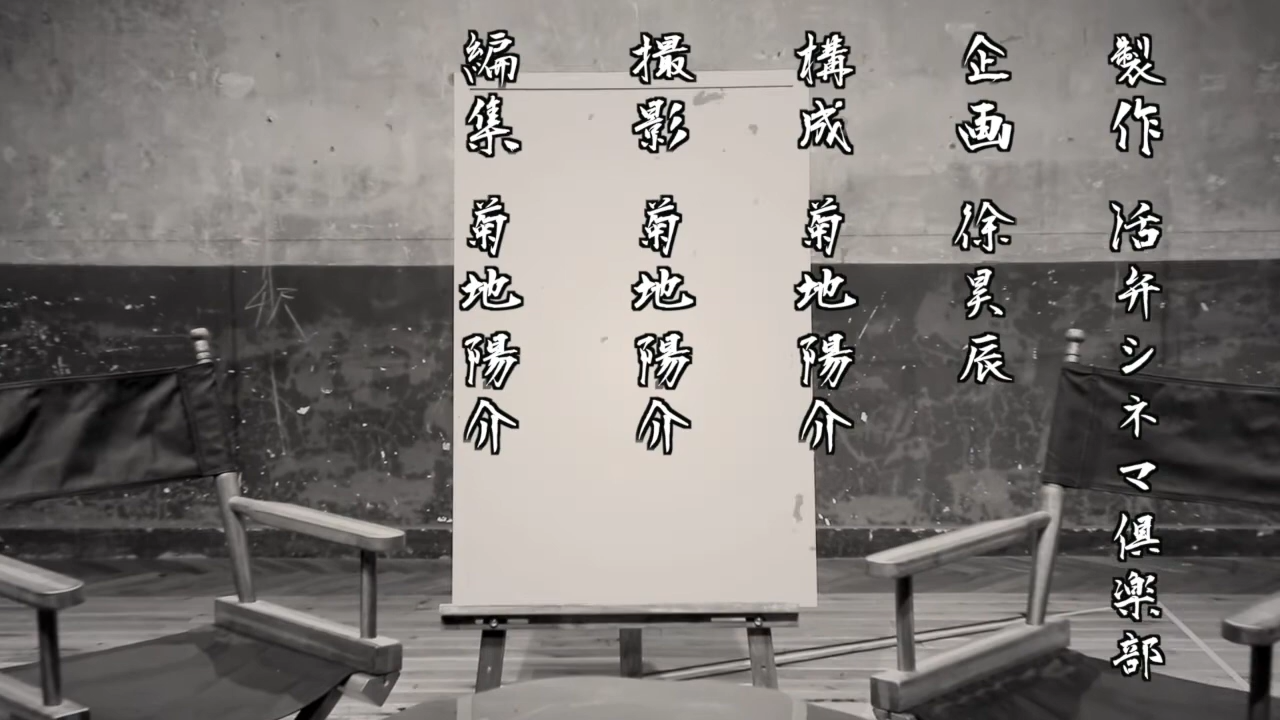 製作 活弁シネマ倶楽部
企画 徐昊辰
構成 菊地陽介
撮影 菊地陽介
編集 菊地陽介